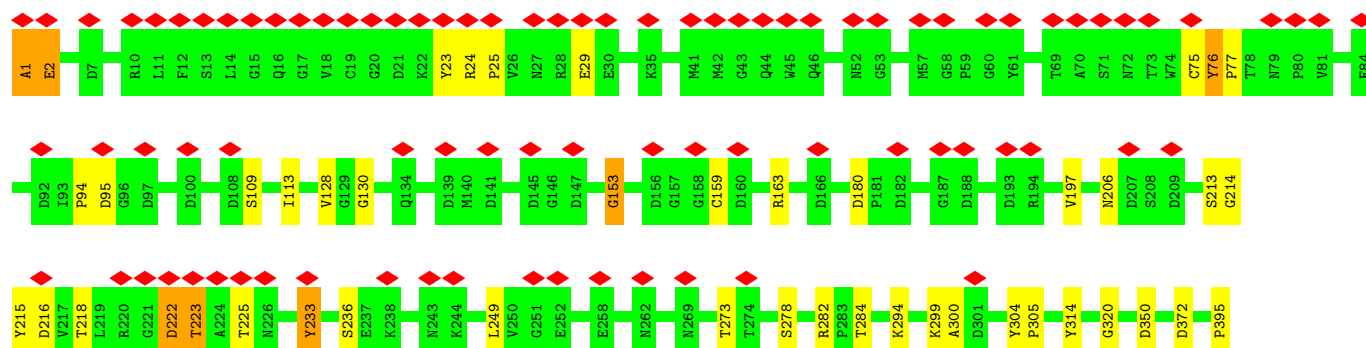 A1 E2 D7 R10 L11 F12 S13 L14 G15 Q16 G17 V18 C19 G20 D21 K22 Y23 R24 P25 V26 N27 R28 E29 E30 K35 M41 M42 G43 Q44 W45 Q46 N52 G53 M57 G58 P59 G60 Y61 T69 A70 S71 N72 T73 W74 C75 Y76 P77 T78 N79 P80 V81
D92 I93 P94 D95 G96 D97 D100 D108 S109 I113 V128 G129 G130 Q134 D139 M140 D141 D145 G146 D147 G153 D156 G157 G158 C159 D160 R163 D166 D180 P181 D182 G187 D188 D193 R194 V197 N206 D207 S208 D209 S213 G214
Y215 D216 V217 T218 L219 R220 G221 D222 T223 A224 T225 N226 Y233 S236 E237 K238 N243 K244 L249 V250 G251 E252 E258 N262 N269 T273 T274 S278 R282 P283 T284 K294 K299 A300 D301 Y304 P305 Y314 G320 D350 D372 P395